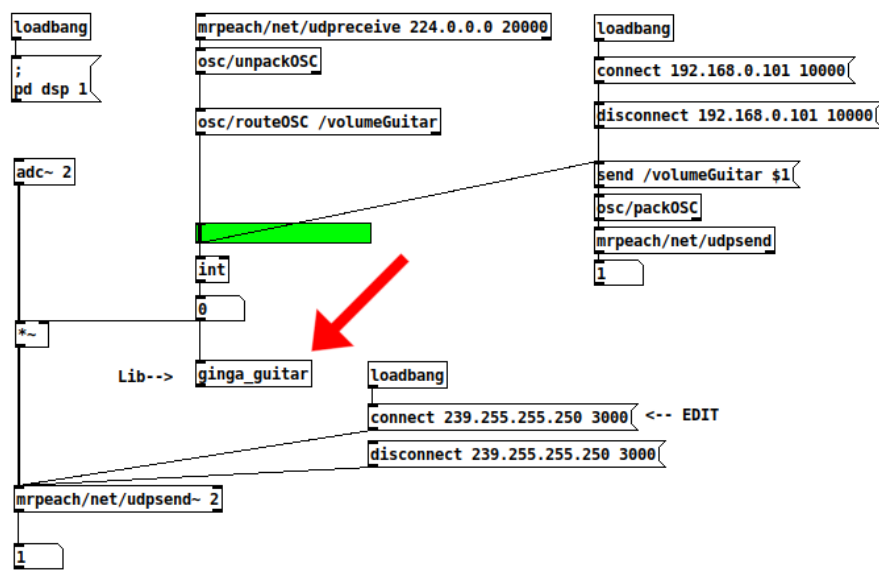 loadbang
;
pd dsp 1
adc~ 2
*~
mrpeach/net/udpreceive 224.0.0.0 20000
osc/unpackOSC
osc/routeOSC /volumeGuitar
int
0
Lib-->
ginga_guitar
loadbang
connect 192.168.0.101 10000
disconnect 192.168.0.101 10000
send /volumeGuitar $1
osc/packOSC
mrpeach/net/udpsend
1
loadbang
connect 239.255.255.250 3000
<-- EDIT
disconnect 239.255.255.250 3000
mrpeach/net/udpsend~ 2
1